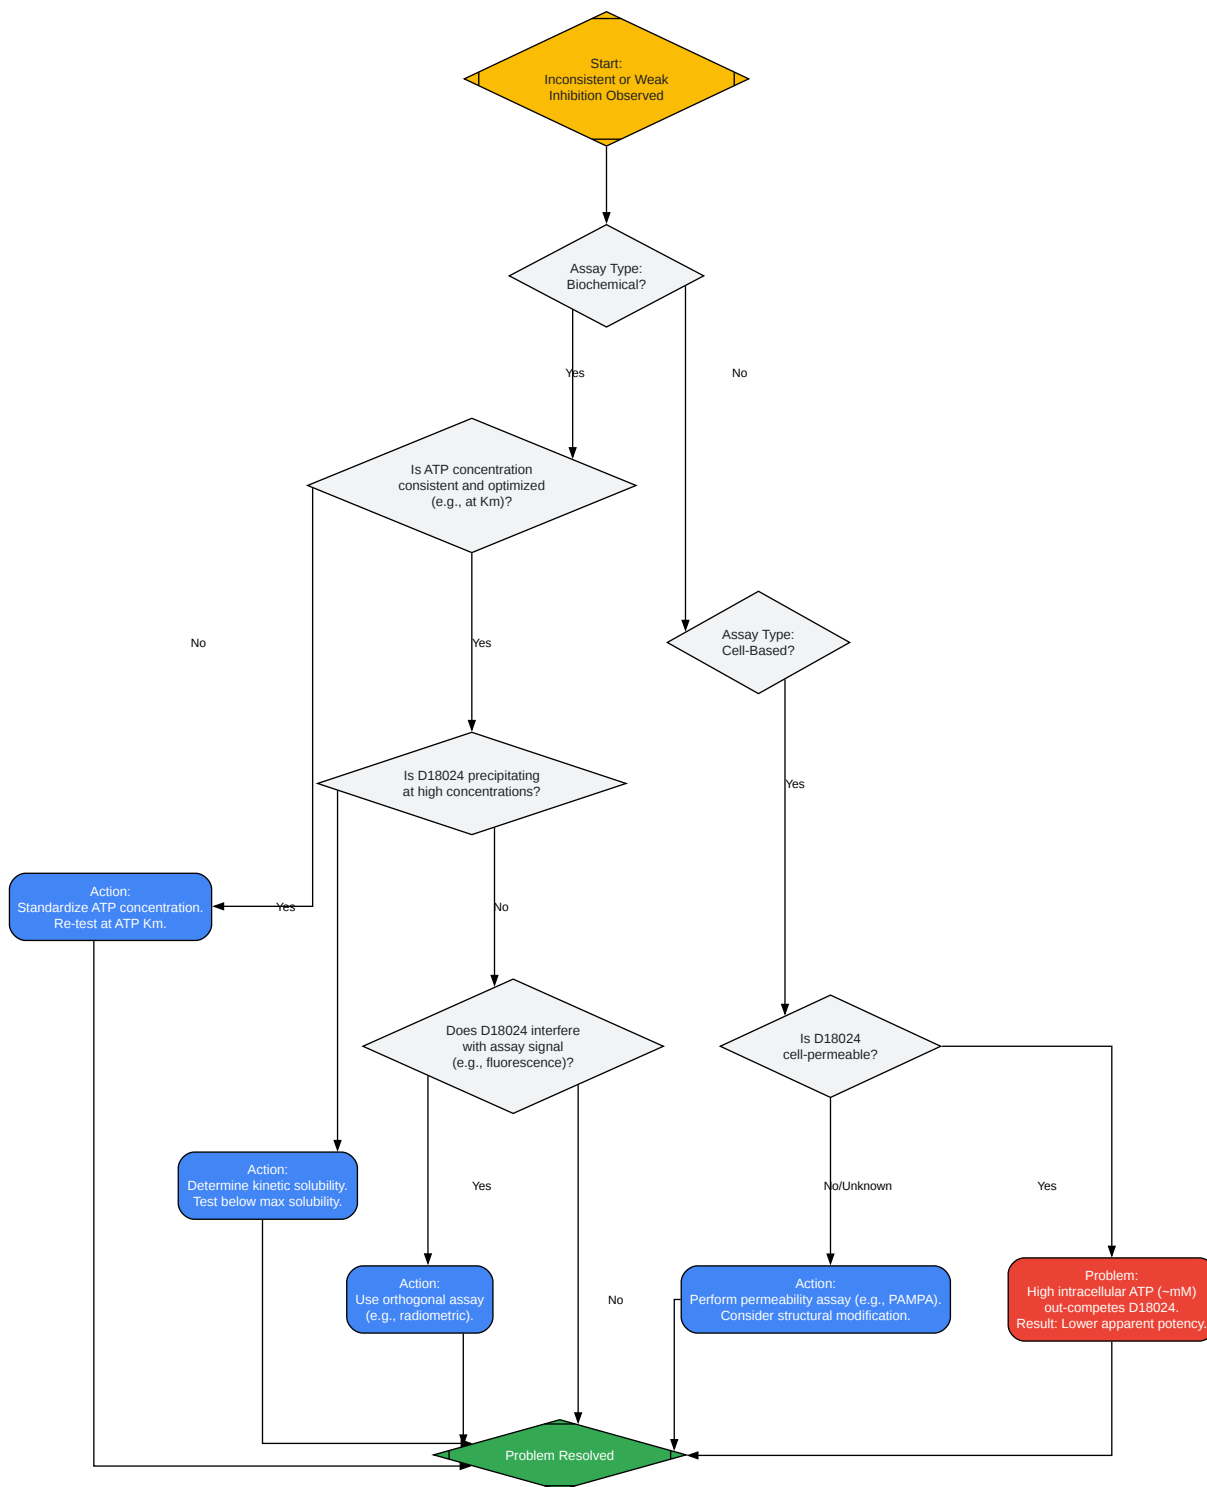 Start:
Inconsistent or Weak
Inhibition Observed
Assay Type:
Biochemical?
Yes
No
Is ATP concentration
consistent and optimized
(e.g., at Km)?
Assay Type:
Cell-Based?
No
Yes
Is D18024 precipitating
at high concentrations?
Yes
Action:
Standardize ATP concentration.
Re-test at ATP Km.
Yes
No
Does D18024 interfere
with assay signal
(e.g., fluorescence)?
Is D18024
cell-permeable?
Action:
Determine kinetic solubility.
Test below max solubility.
Yes
No/Unknown
Yes
Action:
Use orthogonal assay
(e.g., radiometric).
No
Action:
Perform permeability assay (e.g., PAMPA).
Consider structural modification.
Problem:
High intracellular ATP (~mM)
out-competes D18024.
Result: Lower apparent potency.
Problem Resolved